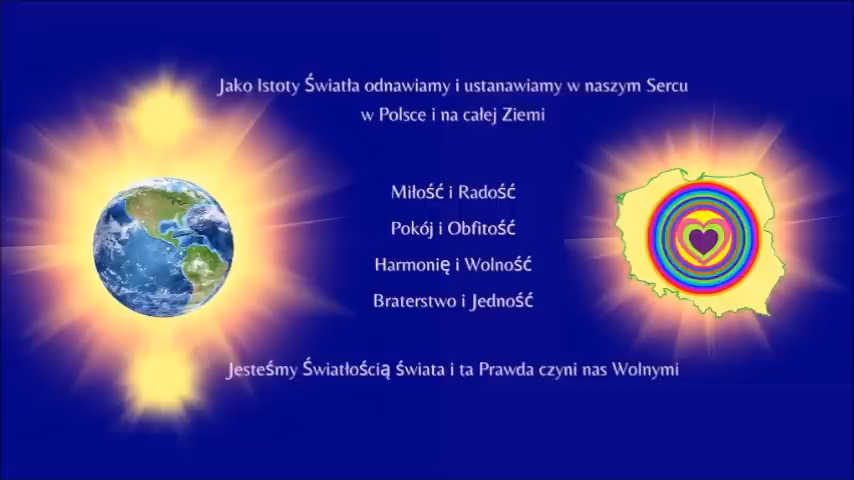 Jako Istoty Światła odnawiamy i ustanawiamy w naszym Sercu
w Polsce i na całej Ziemi
Miłość i Radość
Pokój i Obfitość
Harmonię i Wolność
Braterstwo i Jedność
Jesteśmy Światłością świata i ta Prawda czyni nas Wolnymi